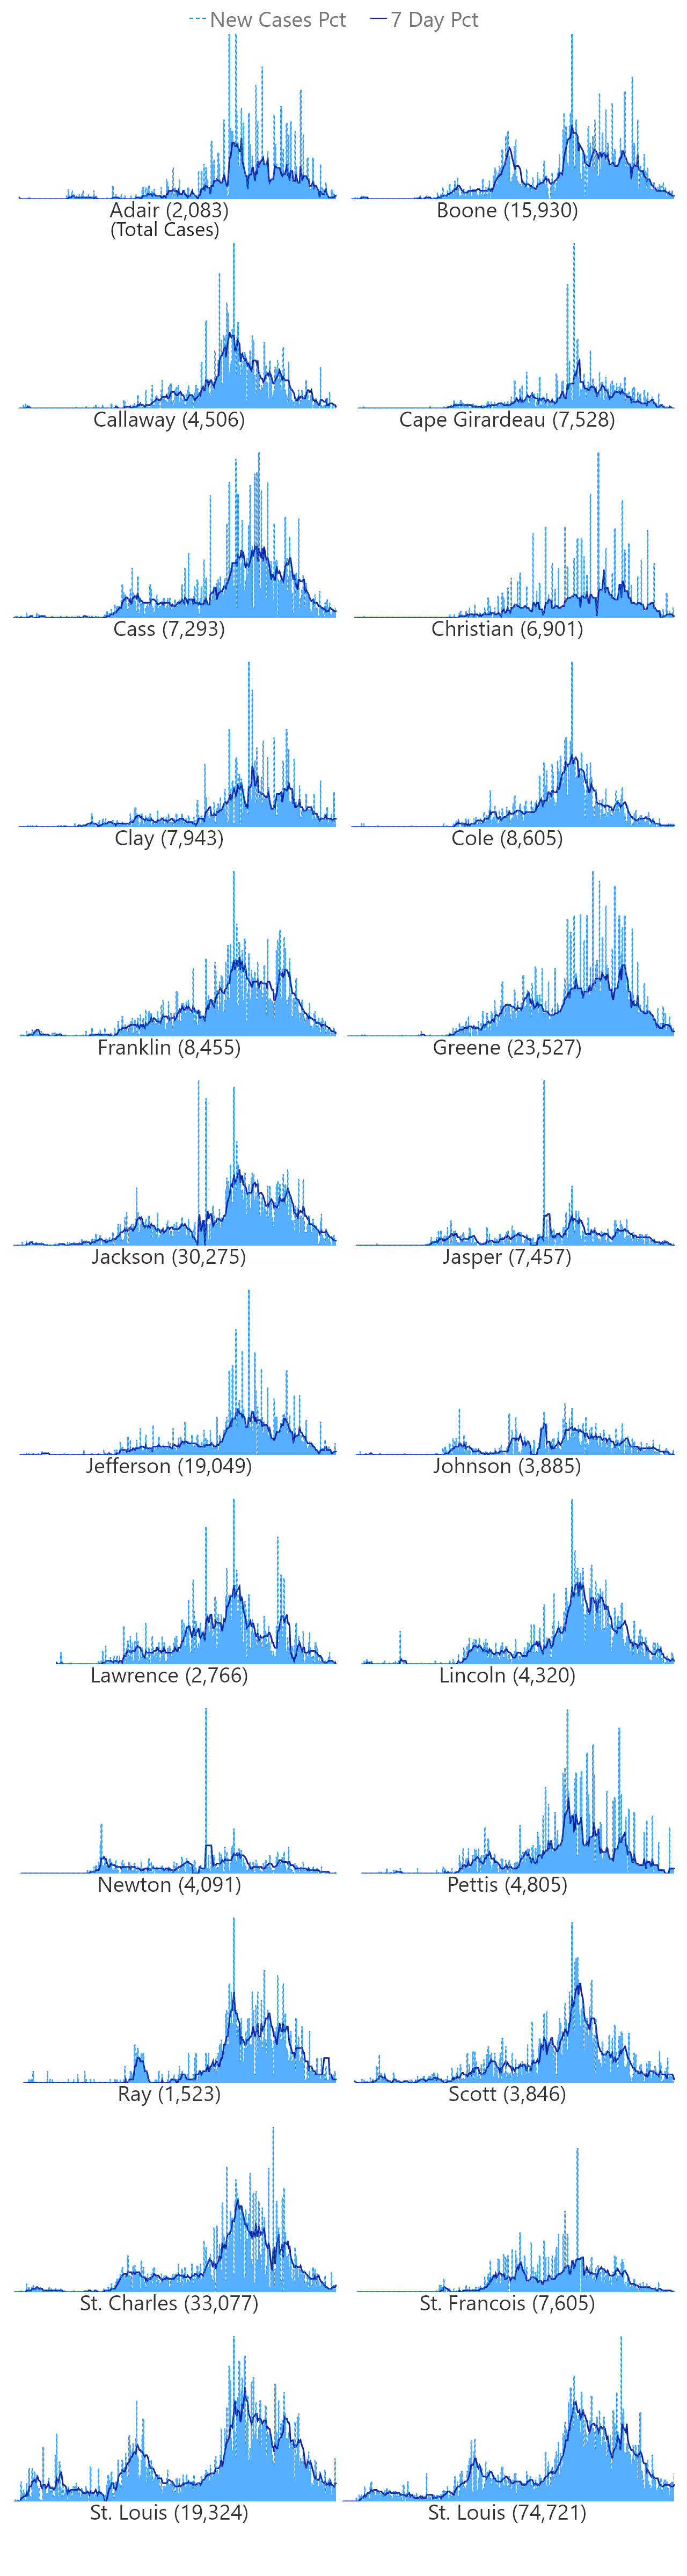 New Cases Pct 7 Day Pct
Adair (2,083)
(Total Cases)
Boone (15,930)
Callaway (4,506)
Cape Girardeau (7,528)
Cass (7,293)
Christian (6,901)
Clay (7,943)
Cole (8,605)
Franklin (8,455)
Greene (23,527)
Jackson (30,275)
Jasper (7,457)
Jefferson (19,049)
Johnson (3,885)
Lawrence (2,766)
Lincoln (4,320)
Newton (4,091)
Pettis (4,805)
Ray (1,523)
Scott (3,846)
St. Charles (33,077)
St. Francois (7,605)
St. Louis (19,324)
St. Louis (74,721)